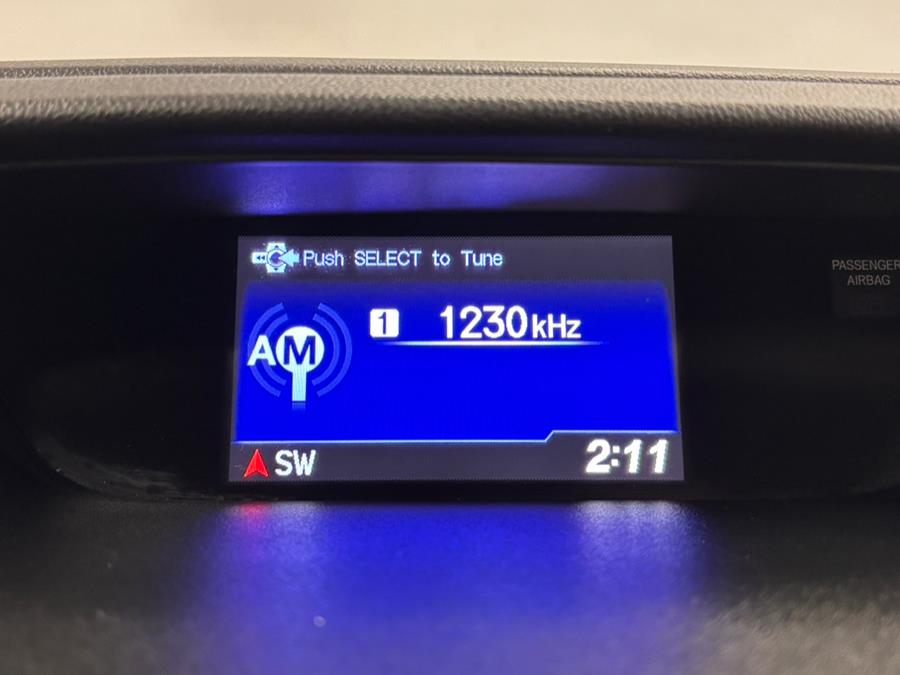 Push SELECT to Tune
PASSENGER
AIRBAG
1 1230kHz
AM
SW 2:11